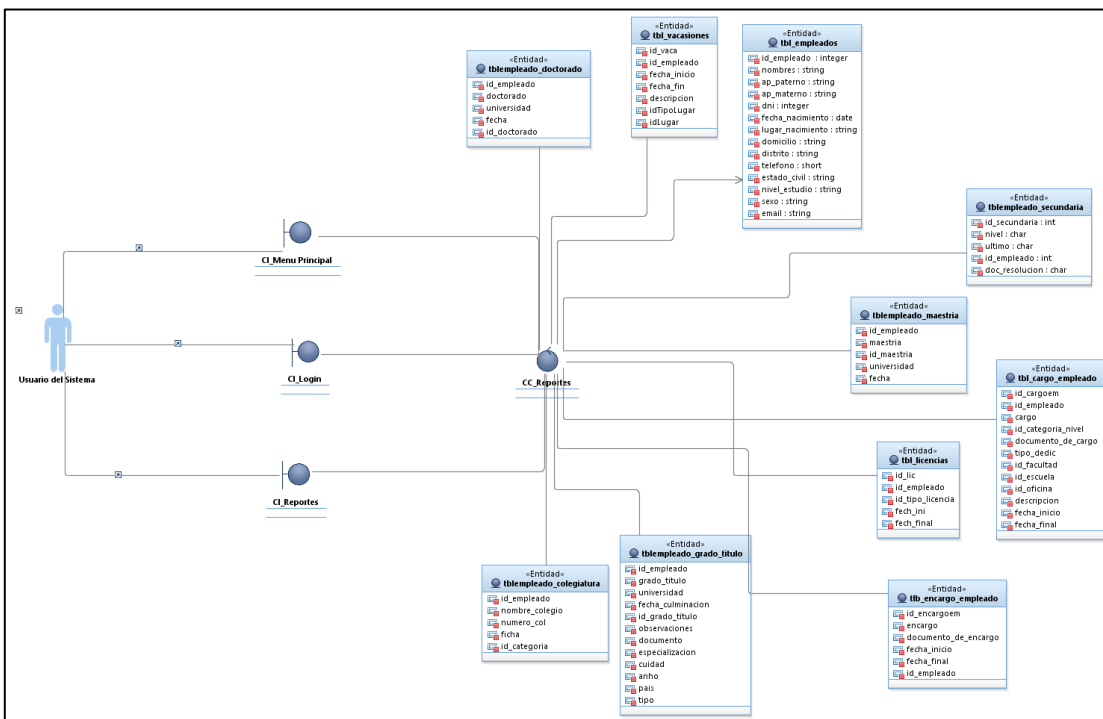 «Entidad»
tblempleado_doctorado
id_empleado
doctorado
universidad
fecha
id_doctorado
«Entidad»
tbl_vacasiones
id_vaca
id_empleado
fecha_inicio
fecha_fin
descripcion
idTipoLugar
idLugar
«Entidad»
tbl_empleados
id_empleado : integer
nombres : string
ap_paterno : string
ap_materno : string
dni : integer
fecha_nacimiento : date
lugar_nacimiento : string
domicilio : string
distrito : string
telefono : short
estado_civil : string
nivel_estudio : string
sexo : string
email : string
«Entidad»
tblempleado_secundaria
id_secundaria : int
nivel : char
ultimo : char
id_empleado : int
doc_resolucion : char
CI_Menu Principal
Usuario del Sistema
CI_Login
CC_Reportes
CI_Reportes
«Entidad»
tblempleado_maestria
id_empleado
maestria
id_maestria
universidad
fecha
«Entidad»
tbl_cargo_empleado
id_cargoem
id_empleado
cargo
id_categoria_nivel
documento_de_cargo
tipo_dedic
id_facultad
id_escuela
id_oficina
descripcion
fecha_inicio
fecha_final
«Entidad»
tbl_licencias
id_lic
id_empleado
id_tipo_licencia
fech_ini
fech_final
«Entidad»
tblempleado_colegiatura
id_empleado
nombre_colegio
numero_col
ficha
id_categoria
«Entidad»
tblempleado_grado_titulo
id_empleado
grado_titulo
universidad
fecha_culminacion
id_grado_titulo
observaciones
documento
especializacion
cuidad
anho
pais
tipo
«Entidad»
tlb_encargo_empleado
id_encargoem
encargo
documento_de_encargo
fecha_inicio
fecha_final
id_empleado